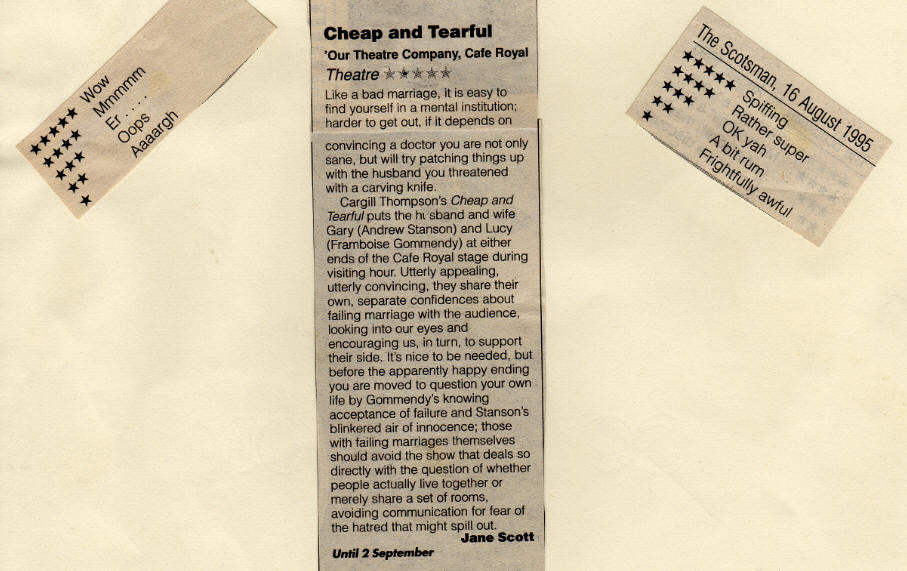 ★★★★★ Wow
★★★★ Mmmmm
★★★ Er . . . .
★★ Oops
★ Aaaargh
Cheap and Tearful
'Our Theatre Company, Cafe Royal
Theatre ★★★★★
Like a bad marriage, it is easy to
find yourself in a mental institution;
harder to get out, if it depends on
convincing a doctor you are not only
sane, but will try patching things up
with the husband you threatened
with a carving knife.
Cargill Thompson's Cheap and
Tearful puts the husband and wife
Gary (Andrew Stanson) and Lucy
(Framboise Gommendy) at either
ends of the Cafe Royal stage during
visiting hour. Utterly appealing,
utterly convincing, they share their
own, separate confidences about
failing marriage with the audience,
looking into our eyes and
encouraging us, in turn, to support
their side. It's nice to be needed, but
before the apparently happy ending
you are moved to question your own
life by Gommendy's knowing
acceptance of failure and Stanson's
blinkered air of innocence; those
with failing marriages themselves
should avoid the show that deals so
directly with the question of whether
people actually live together or
merely share a set of rooms,
avoiding communication for fear of
the hatred that might spill out.
Jane Scott
Until 2 September
The Scotsman, 16 August 1995
★★★★★ Spiffing
★★★★ Rather super
★★★ OK yah
★★ A bit rum
★ Frightfully awful